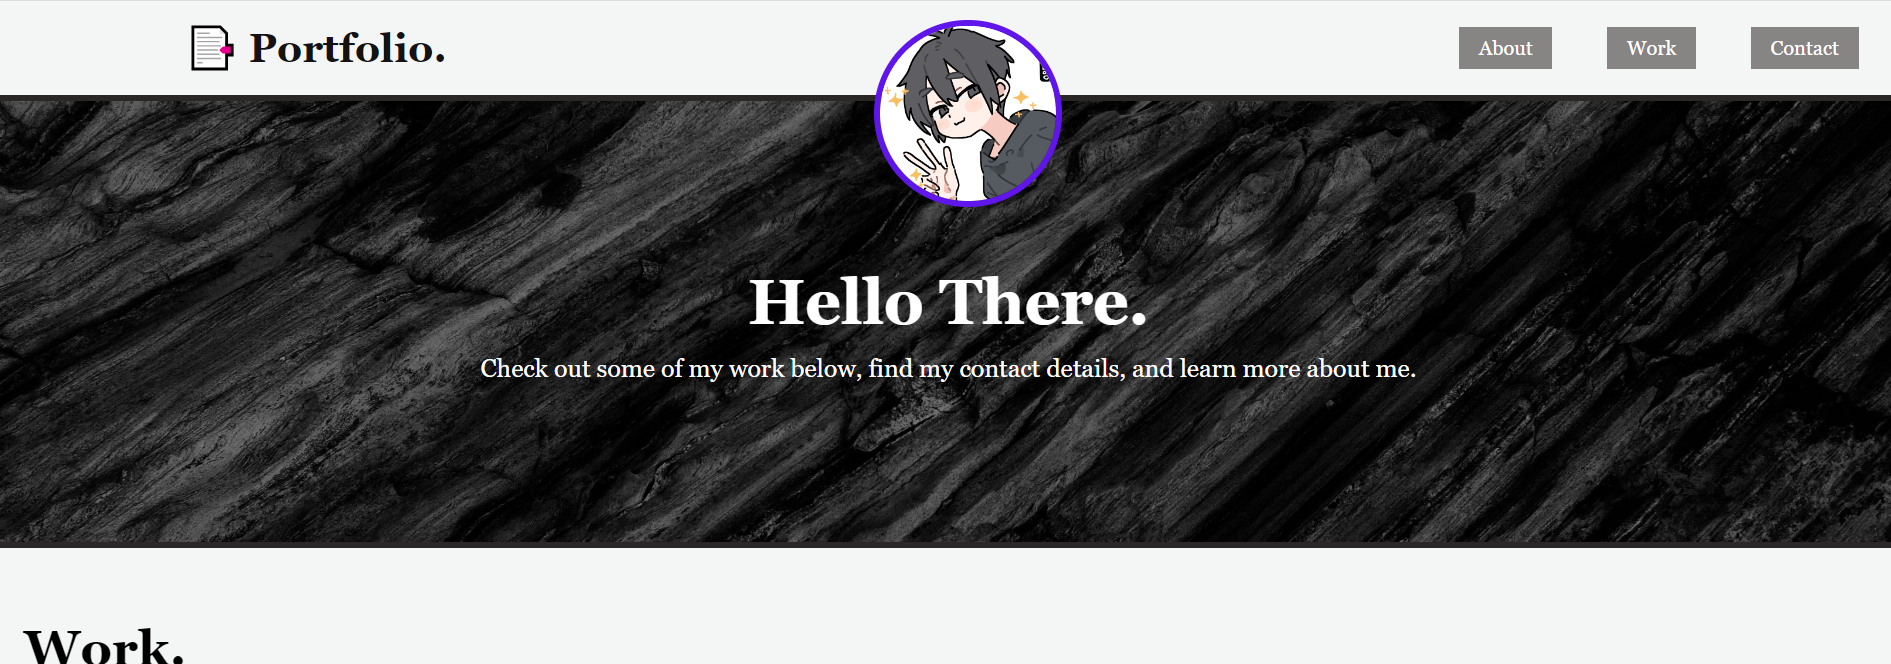 Portfolio.
About
Work
Contact
Hello There.
Check out some of my work below, find my contact details, and learn more about me.
Work.